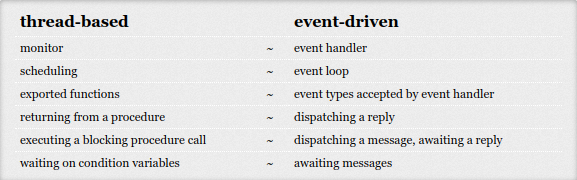 thread-based event-driven
monitor ~ event handler
scheduling ~ event loop
exported functions ~ event types accepted by event handler
returning from a procedure ~ dispatching a reply
executing a blocking procedure call ~ dispatching a message, awaiting a reply
waiting on condition variables ~ awaiting messages